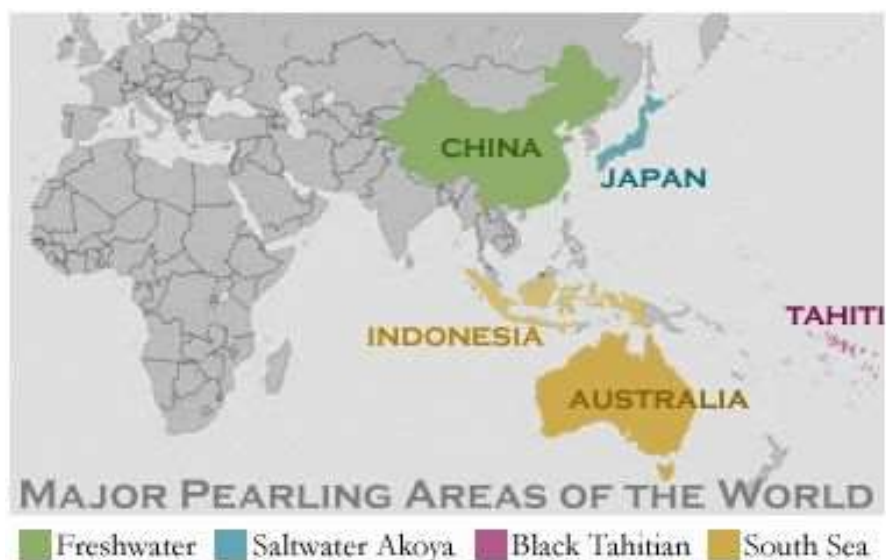 CHINA
JAPAN
TAHITI
INDONESIA
AUSTRALIA
MAJOR PEARLING AREAS OF THE WORLD
Freshwater Saltwater Akoya Black Tahitian South Sea